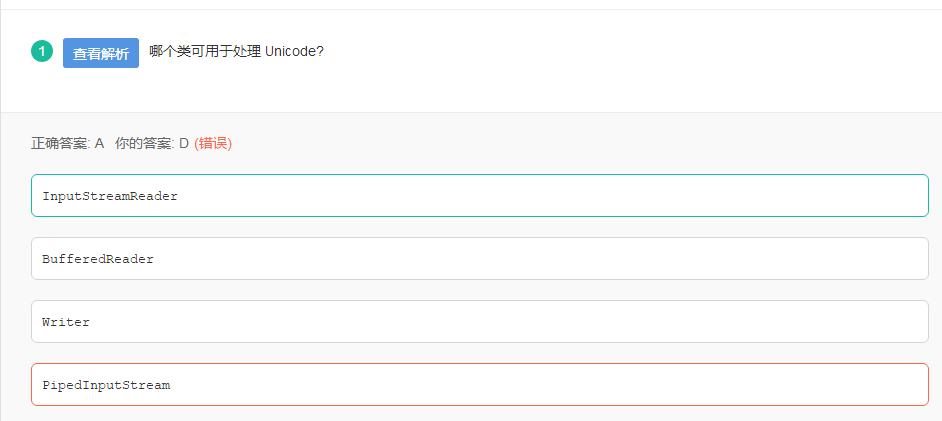 1 查看解析 哪个类可用于处理 Unicode?
正确答案: A 你的答案: D (错误)
InputStreamReader
BufferedReader
Writer
PipedInputStream